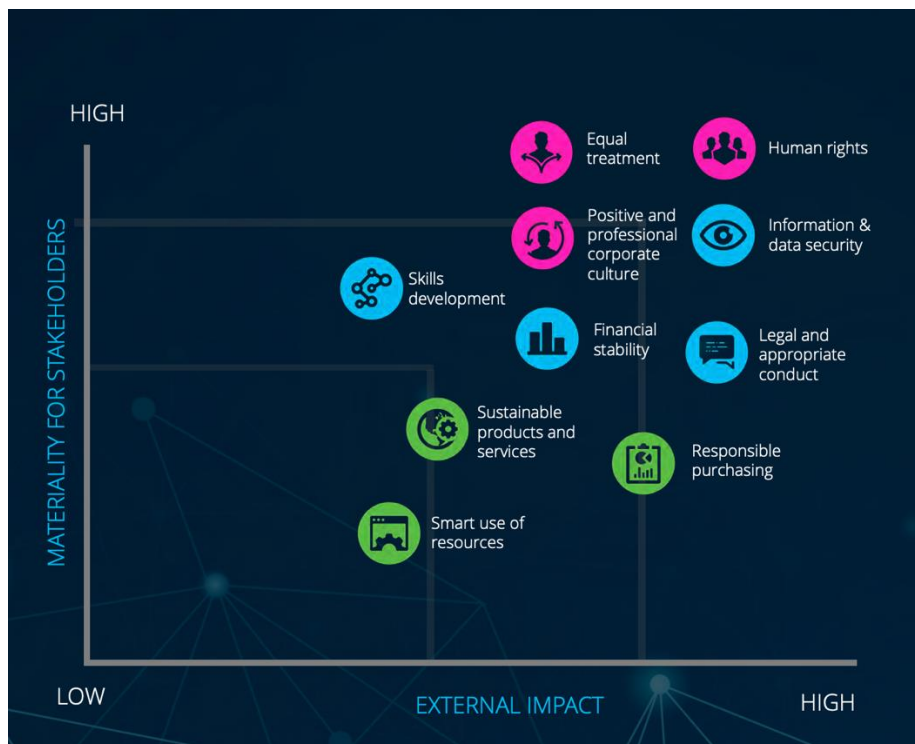 HIGH
Equal
treatment
Human rights
Positive and
professional
corporate
culture
Information &
data security
Skills
development
Financial
stability
Legal and
appropriate
conduct
Sustainable
products and
services
Responsible
purchasing
Smart use of
resources
MATERIALITY FOR STAKEHOLDERS
LOW
EXTERNAL IMPACT
HIGH